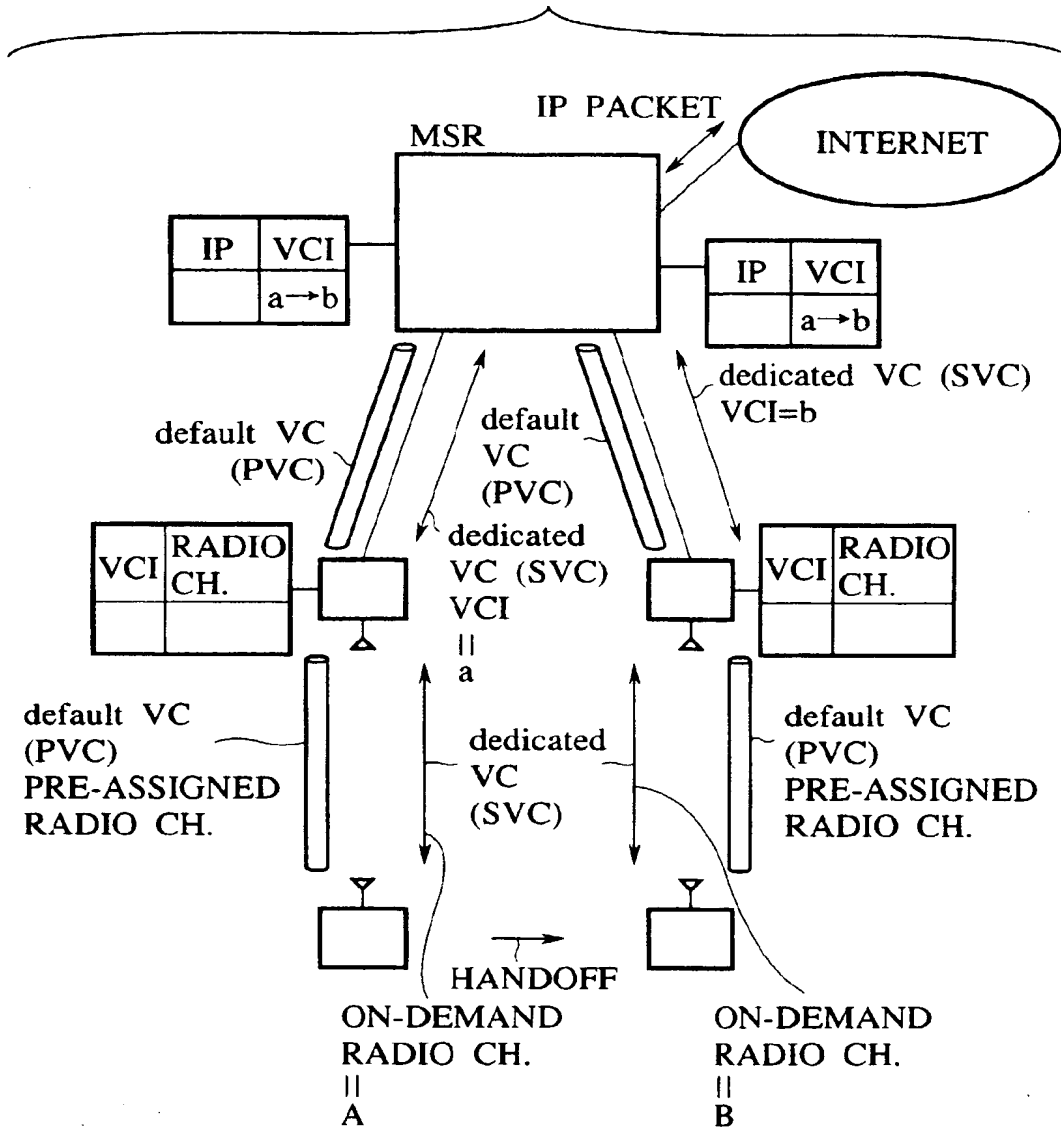 IP PACKET
MSR
INTERNET
IP VCI
a→b
IP VCI
a→b
dedicated VC (SVC)
VCI=b
default VC
(PVC)
default
VC
(PVC)
dedicated
VC (SVC)
VCI
=
a
VCI RADIO
CH.
VCI RADIO
CH.
default VC
(PVC)
PRE-ASSIGNED
RADIO CH.
dedicated
VC
(SVC)
default VC
(PVC)
PRE-ASSIGNED
RADIO CH.
HANDOFF
ON-DEMAND
RADIO CH.
=
A
ON-DEMAND
RADIO CH.
=
B